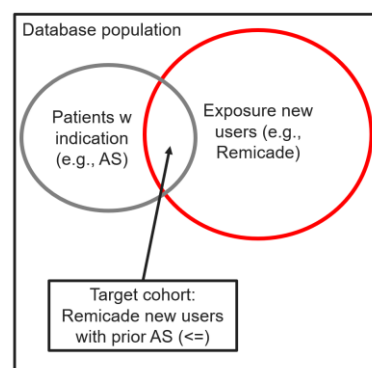 Database population
Patients w
indication
(e.g., AS)
Exposure new
users (e.g.,
Remicade)
Target cohort:
Remicade new users
with prior AS (<=)